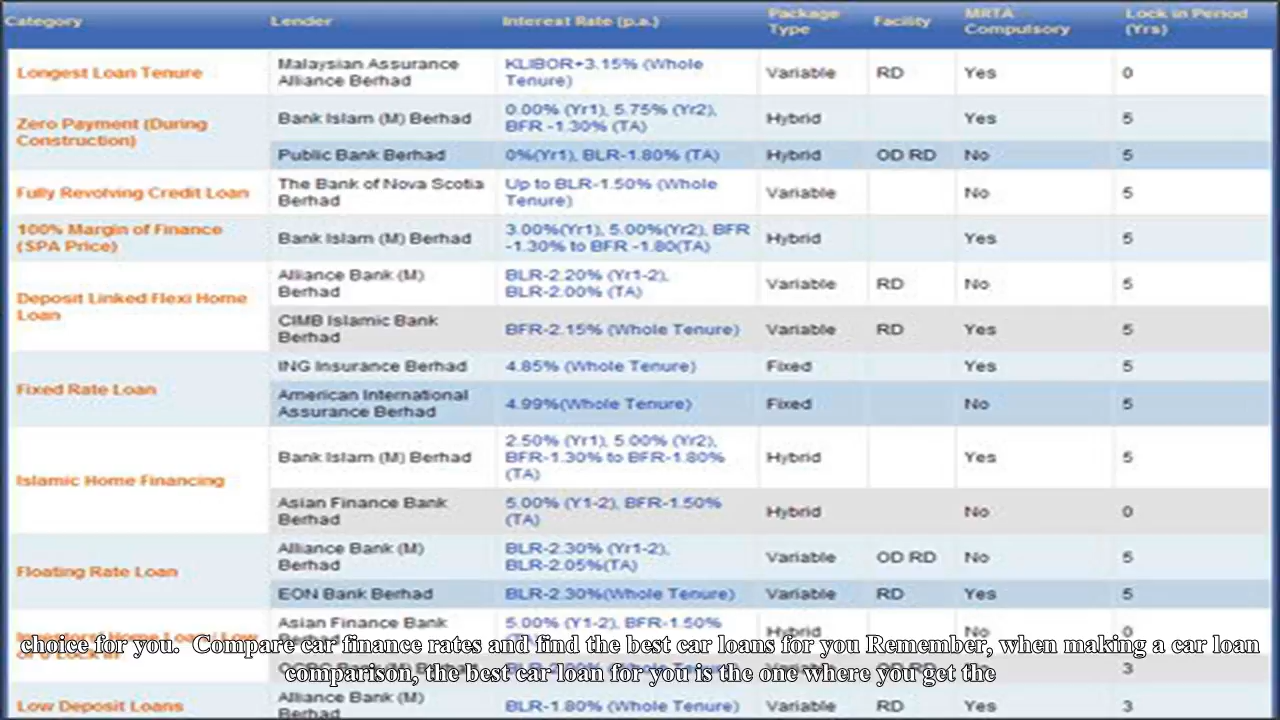 Category Lender Interest Rate (p.a.) Package Type Facility MRTA Compulsory Lock in Period (Yrs)
Longest Loan Tenure Malaysian Assurance Alliance Berhad KLIBOR+3.15% (Whole Tenure) Variable RD Yes 0
Zero Payment (During Construction) Bank Islam (M) Berhad 0.00% (Yr1), 5.75% (Yr2), BFR -1.30% (TA) Hybrid Yes 5
Public Bank Berhad 0%(Yr1), BLR-1.80% (TA) Hybrid OD RD No 5
Fully Revolving Credit Loan The Bank of Nova Scotia Berhad Up to BLR-1.50% (Whole Tenure) Variable No 5
100% Margin of Finance (SPA Price) Bank Islam (M) Berhad 3.00%(Yr1), 5.00%(Yr2), BFR -1.30% to BFR -1.80(TA) Hybrid Yes 5
Deposit Linked Flexi Home Loan Alliance Bank (M) Berhad BLR-2.20% (Yr1-2), BLR-2.00% (TA) Variable RD No 5
CIMB Islamic Bank Berhad BFR-2.15% (Whole Tenure) Variable RD Yes 5
Fixed Rate Loan ING Insurance Berhad 4.85% (Whole Tenure) Fixed Yes 5
American International Assurance Berhad 4.99%(Whole Tenure) Fixed No 5
Islamic Home Financing Bank Islam (M) Berhad 2.50% (Yr1), 5.00% (Yr2), BFR-1.30% to BFR-1.80% (TA) Hybrid Yes 5
Asian Finance Bank Berhad 5.00% (Y1-2), BFR-1.50% (TA) Hybrid No 0
Floating Rate Loan Alliance Bank (M) Berhad BLR-2.30% (Yr1-2), BLR-2.05%(TA) Variable OD RD No 5
EON Bank Berhad BLR-2.30%(Whole Tenure) Variable RD Yes 5
Asian Finance Bank 5.00% (Y1-2), BFR-1.50% Hybrid No 0
3
Low Deposit Loans Alliance Bank (M) Berhad BLR-1.80% (Whole Tenure) Variable RD Yes 3
choice for you. Compare car finance rates and find the best car loans for you Remember, when making a car loan
comparison, the best car loan for you is the one where you get the